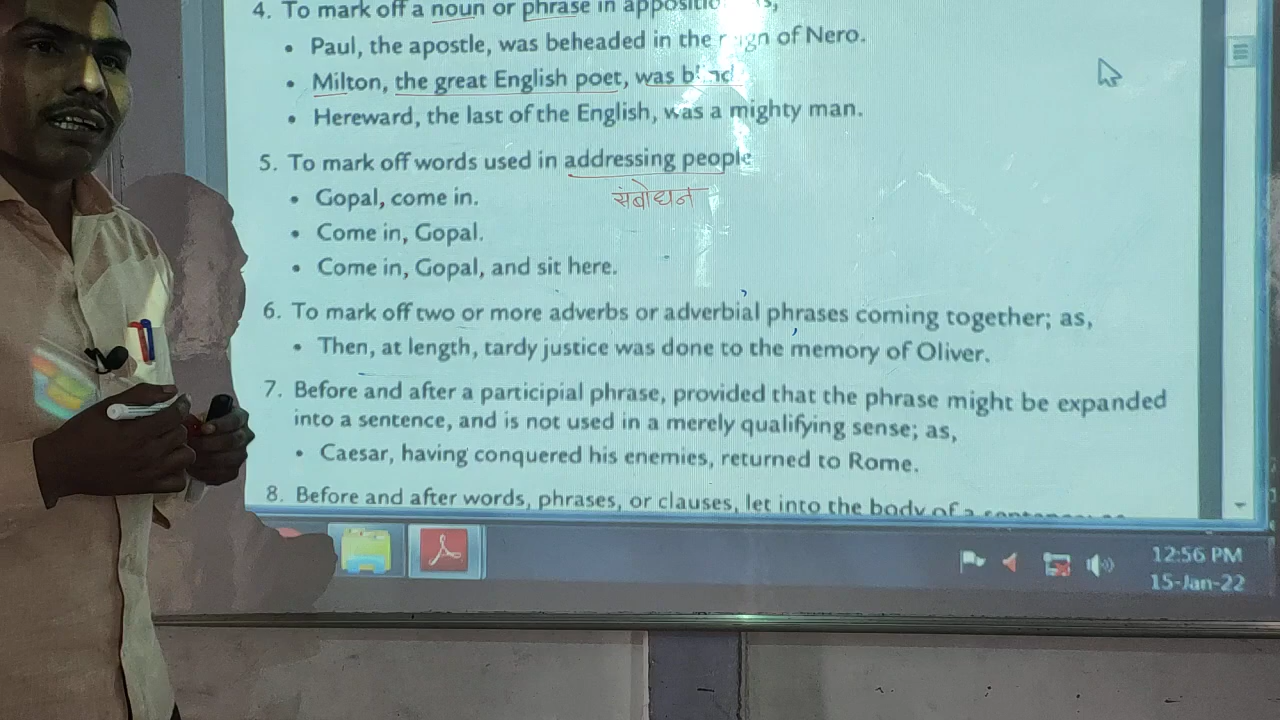 4. To mark off a noun or phrase in apposition
• Paul, the apostle, was beheaded in the reign of Nero.
• Milton, the great English poet, was blind
• Hereward, the last of the English, was a mighty man.
5. To mark off words used in addressing people
• Gopal, come in.
संबोधन
• Come in, Gopal.
• Come in, Gopal, and sit here.
6. To mark off two or more adverbs or adverbial phrases coming together; as,
• Then, at length, tardy justice was done to the memory of Oliver.
7. Before and after a participial phrase, provided that the phrase might be expanded
into a sentence, and is not used in a merely qualifying sense; as,
• Caesar, having conquered his enemies, returned to Rome.
8. Before and after words, phrases, or clauses, let into the body of a
12:56 PM
15-Jan-22